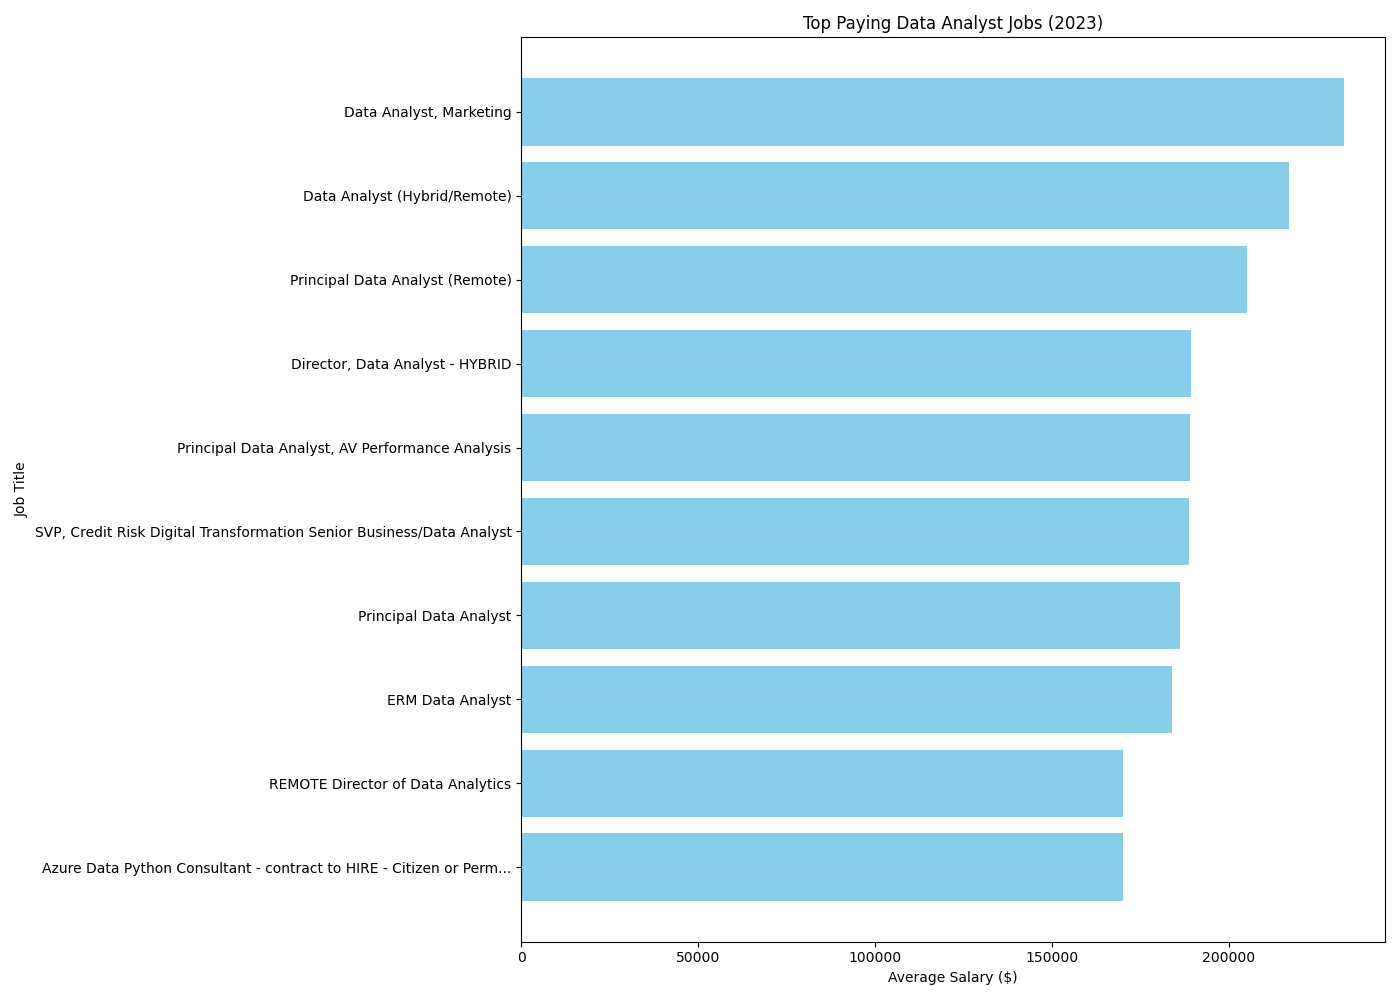 Top Paying Data Analyst Jobs (2023)
Data Analyst, Marketing
Data Analyst (Hybrid/Remote)
Principal Data Analyst (Remote)
Director, Data Analyst - HYBRID
Principal Data Analyst, AV Performance Analysis
SVP, Credit Risk Digital Transformation Senior Business/Data Analyst
Principal Data Analyst
ERM Data Analyst
REMOTE Director of Data Analytics
Azure Data Python Consultant - contract to HIRE - Citizen or Perm...
Job Title
0 50000 100000 150000 200000
Average Salary ($)